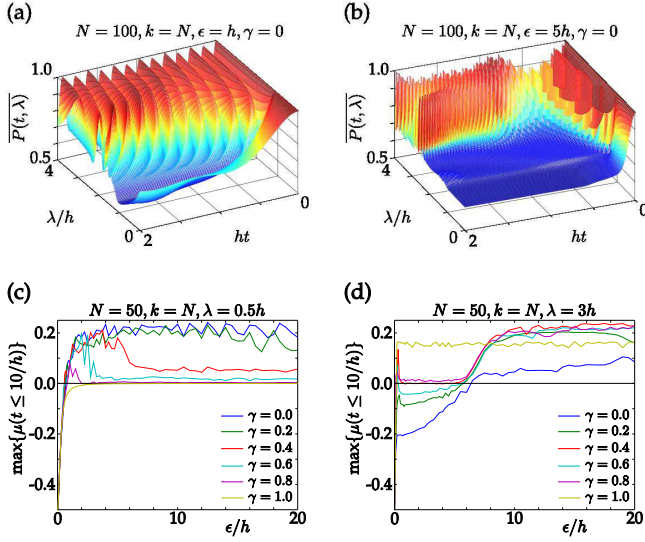 (a)
N = 100, k = N, ϵ = h, γ = 0
1.0
P(t, λ)
0.5
4
λ/h
0
2
ht
0
(b)
N = 100, k = N, ϵ = 5h, γ = 0
1.0
P(t, λ)
0.5
4
λ/h
0
2
ht
0
(c)
N = 50, k = N, λ = 0.5h
max{μ(t ≤ 10/h)}
0.2
0.0
-0.2
-0.4
γ = 0.0
γ = 0.2
γ = 0.4
γ = 0.6
γ = 0.8
γ = 1.0
0 10 20
ϵ/h
(d)
N = 50, k = N, λ = 3h
max{μ(t ≤ 10/h)}
0.2
0.0
-0.2
-0.4
γ = 0.0
γ = 0.2
γ = 0.4
γ = 0.6
γ = 0.8
γ = 1.0
0 10 20
ϵ/h